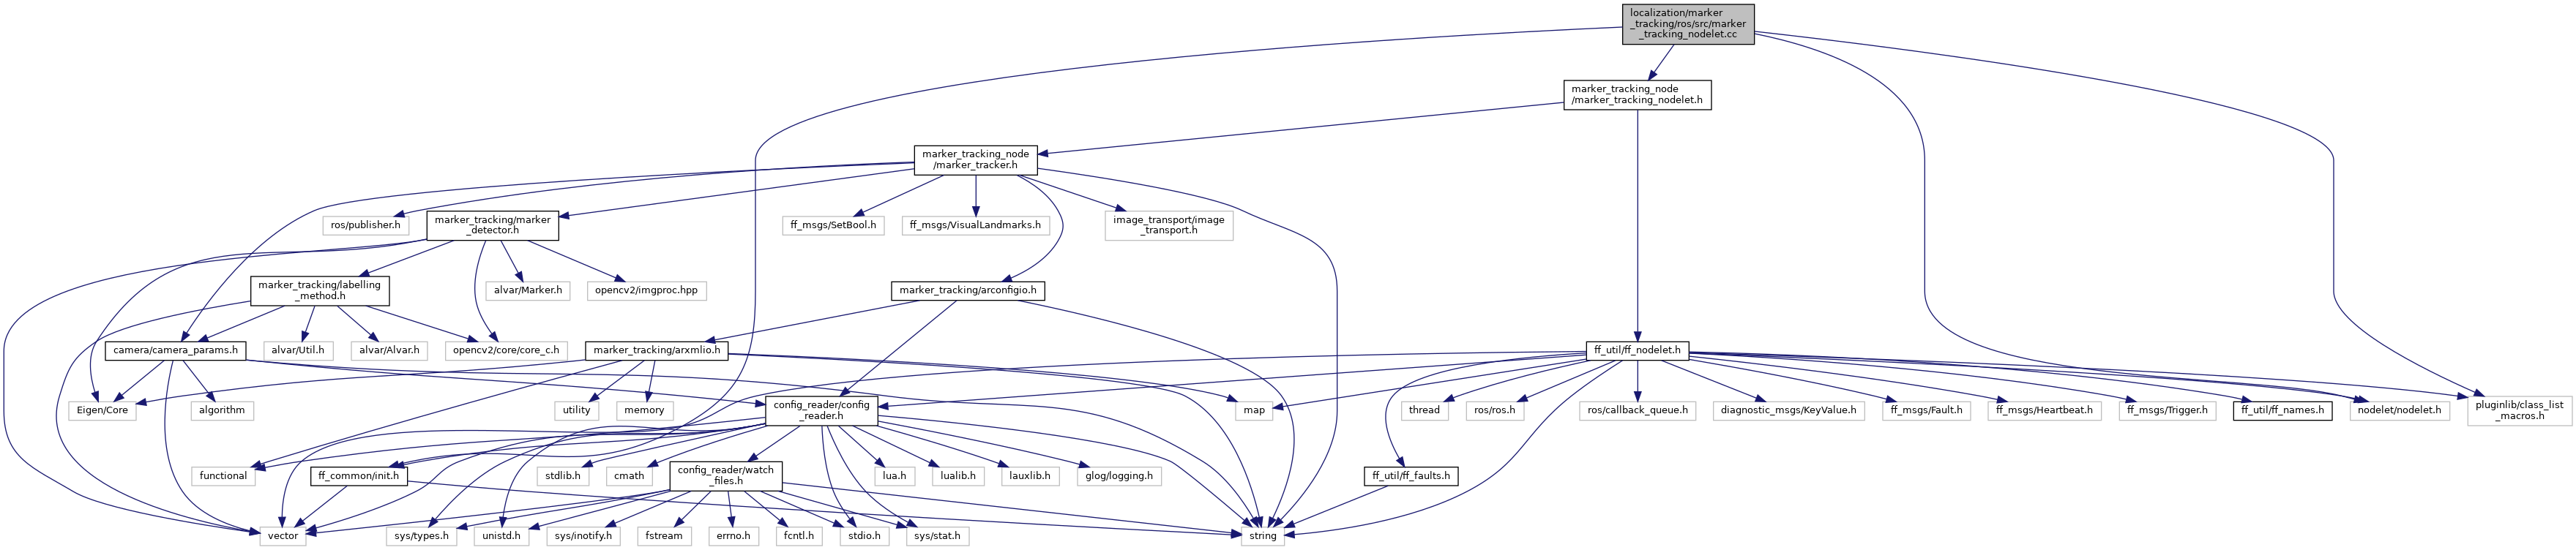 localization/marker
_tracking/ros/src/marker
_tracking_nodelet.cc
marker_tracking_node
/marker_tracking_nodelet.h
marker_tracking_node
/marker_tracker.h
ros/publisher.h
marker_tracking/marker
_detector.h
ff_msgs/SetBool.h
ff_msgs/VisualLandmarks.h
image_transport/image
_transport.h
marker_tracking/labelling
_method.h
alvar/Marker.h
opencv2/imgproc.hpp
marker_tracking/arconfigio.h
camera/camera_params.h
alvar/Util.h
alvar/Alvar.h
opencv2/core/core_c.h
marker_tracking/arxmlio.h
ff_util/ff_nodelet.h
Eigen/Core
algorithm
utility
memory
config_reader/config
_reader.h
map
thread
ros/ros.h
ros/callback_queue.h
diagnostic_msgs/KeyValue.h
ff_msgs/Fault.h
ff_msgs/Heartbeat.h
ff_msgs/Trigger.h
ff_util/ff_names.h
nodelet/nodelet.h
pluginlib/class_list
_macros.h
functional
ff_common/init.h
stdlib.h
cmath
config_reader/watch
_files.h
lua.h
lualib.h
lauxlib.h
glog/logging.h
ff_util/ff_faults.h
vector
sys/types.h
unistd.h
sys/inotify.h
fstream
errno.h
fcntl.h
stdio.h
sys/stat.h
string